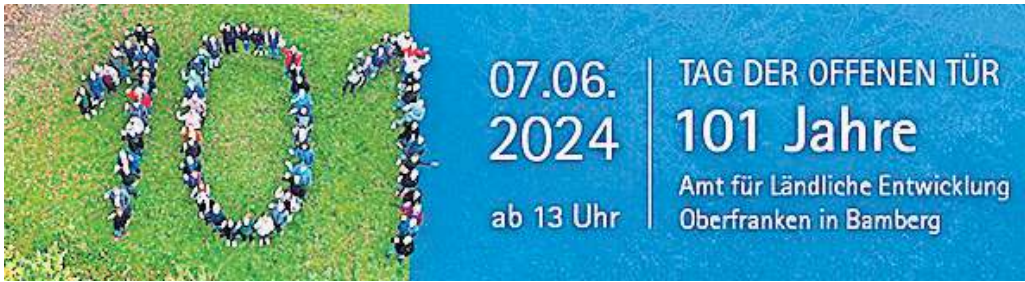 101
07.06.
2024
ab 13 Uhr
TAG DER OFFENEN TÜR
101 Jahre
Amt für Ländliche Entwicklung
Oberfranken in Bamberg